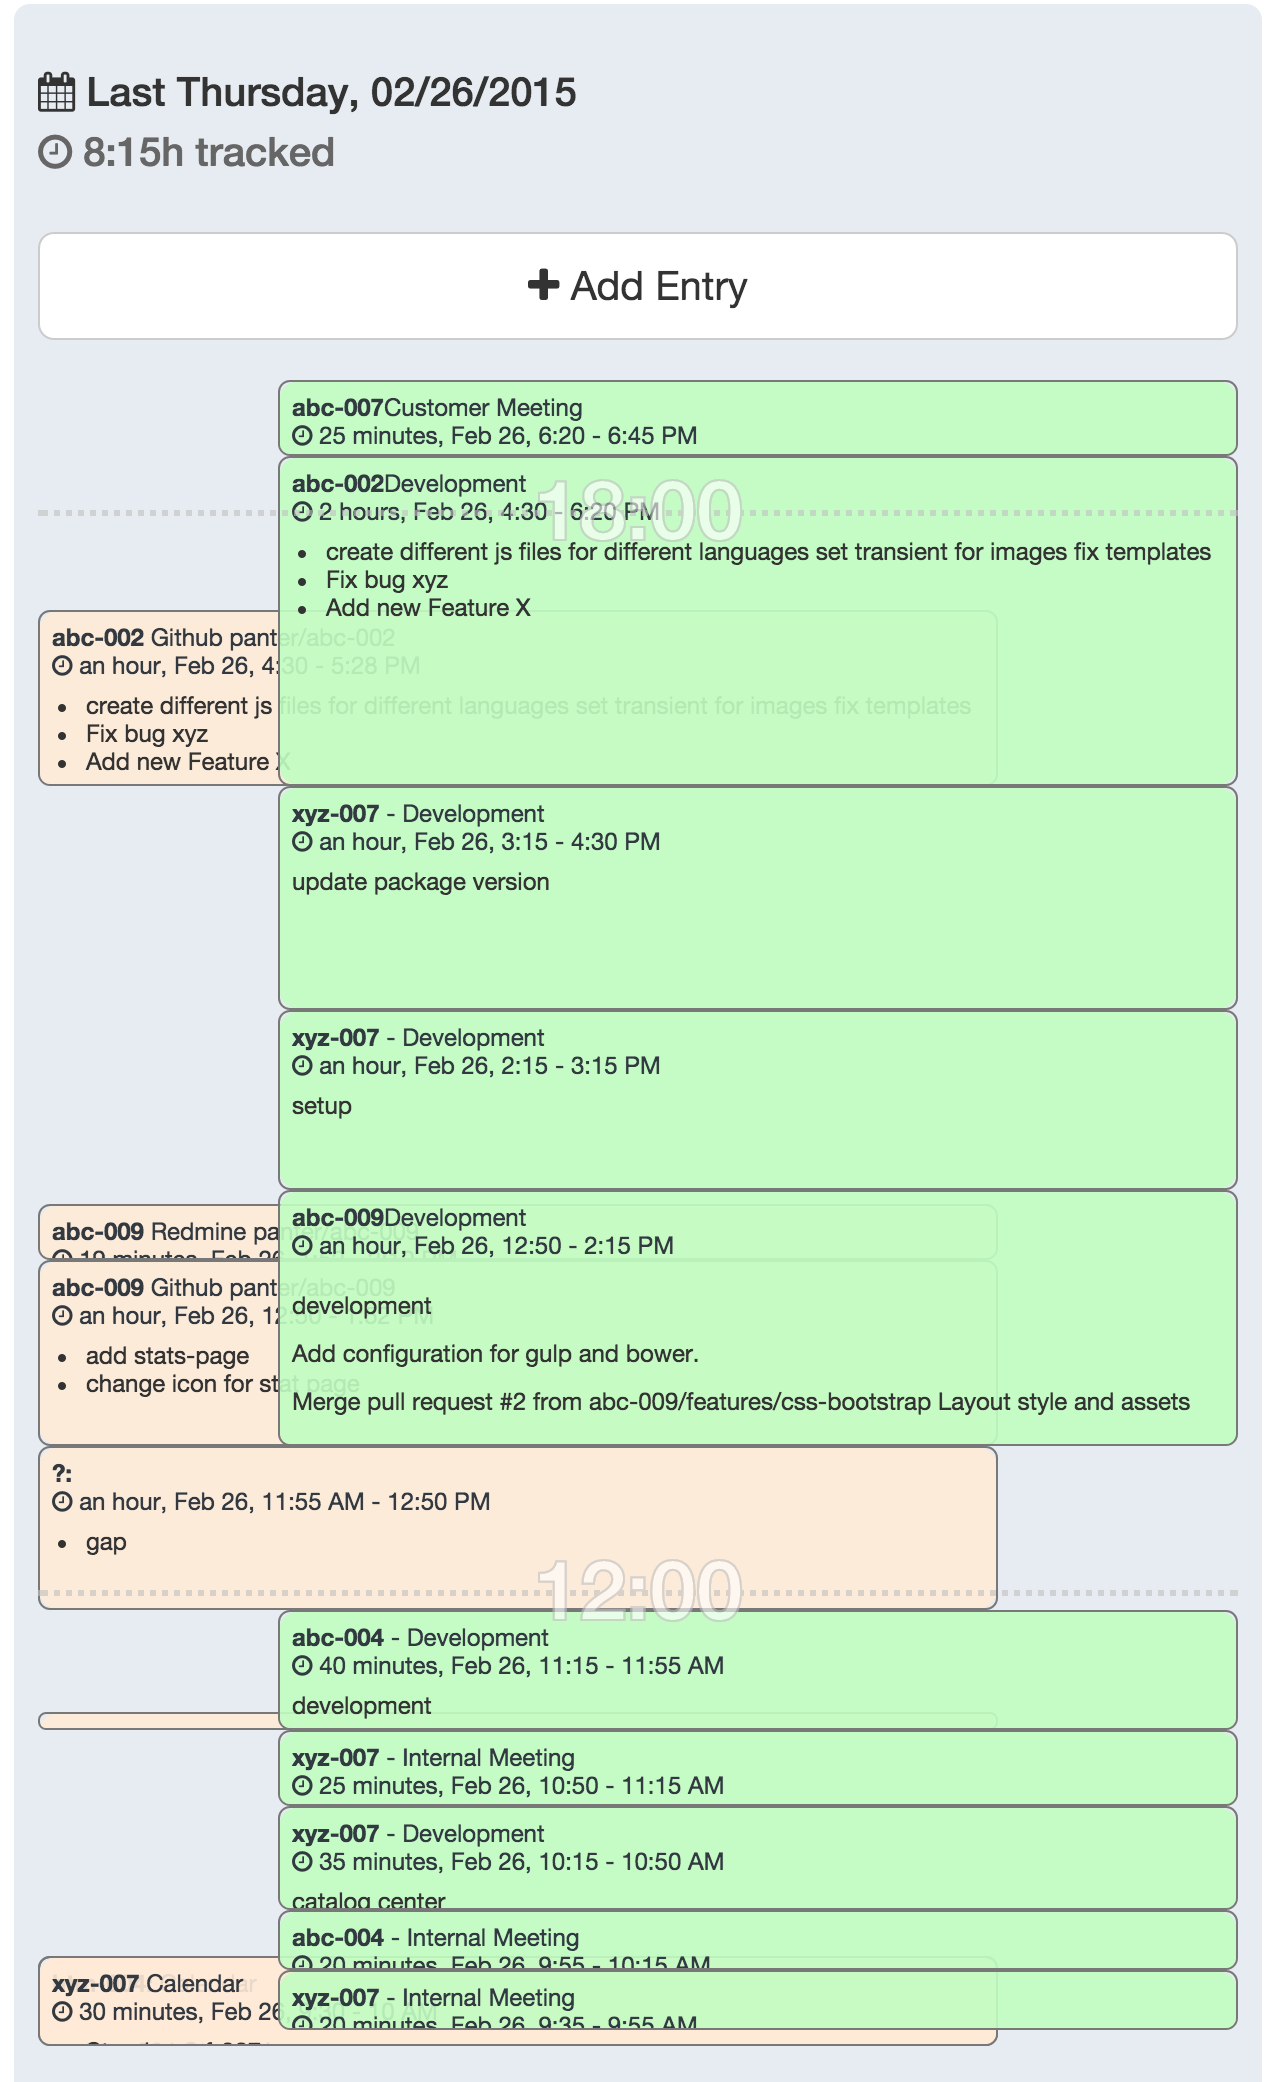 Last Thursday, 02/26/2015
8:15h tracked
Add Entry
abc-007Customer Meeting
25 minutes, Feb 26, 6:20 - 6:45 PM
abc-002Development
18:00
2 hours, Feb 26, 4:30 - 6:20 PM
• create different js files for different languages set transient for images fix templates
• Fix bug xyz
• Add new Feature X
abc-002 Github panter/abc-002
an hour, Feb 26, 4:30 - 5:28 PM
• create different js files for different languages set transient for images fix templates
• Fix bug xyz
• Add new Feature X
xyz-007 - Development
an hour, Feb 26, 3:15 - 4:30 PM
update package version
xyz-007 - Development
an hour, Feb 26, 2:15 - 3:15 PM
setup
abc-009Development
an hour, Feb 26, 12:50 - 2:15 PM
development
Add configuration for gulp and bower.
Merge pull request #2 from abc-009/features/css-bootstrap Layout style and assets
abc-009 Redmine panter/abc-009
19 minutes, Feb 26
abc-009 Github panter/abc-009
an hour, Feb 26, 12:50 - 1:52 PM
• add stats-page
• change icon for stat page
?:
an hour, Feb 26, 11:55 AM - 12:50 PM
• gap
12:00
abc-004 - Development
40 minutes, Feb 26, 11:15 - 11:55 AM
development
xyz-007 - Internal Meeting
25 minutes, Feb 26, 10:50 - 11:15 AM
xyz-007 - Development
35 minutes, Feb 26, 10:15 - 10:50 AM
catalog center
abc-004 - Internal Meeting
20 minutes, Feb 26, 9:55 - 10:15 AM
xyz-007 Calendar
30 minutes, Feb 26, 9:30 - 10 AM
xyz-007 - Internal Meeting
20 minutes, Feb 26, 9:35 - 9:55 AM